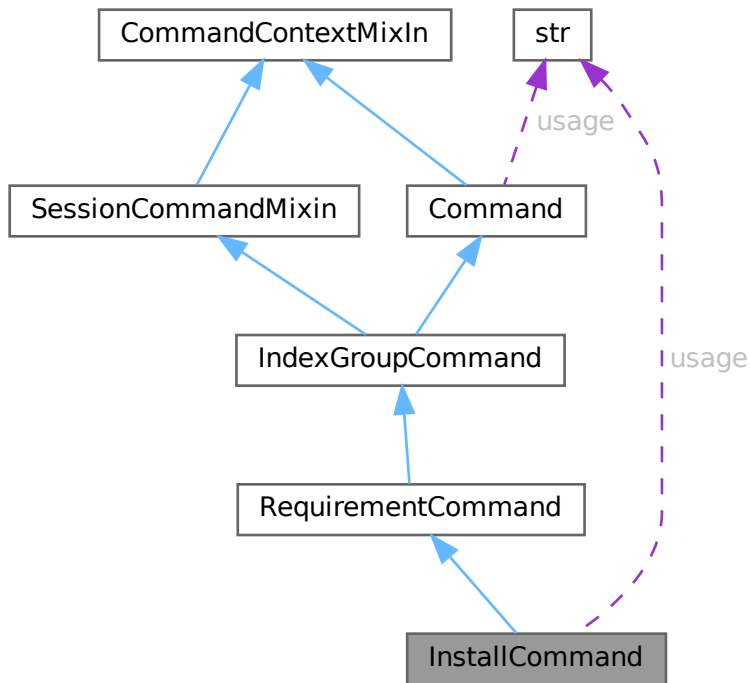 CommandContextMixIn
str
usage
SessionCommandMixin
Command
IndexGroupCommand
usage
RequirementCommand
InstallCommand